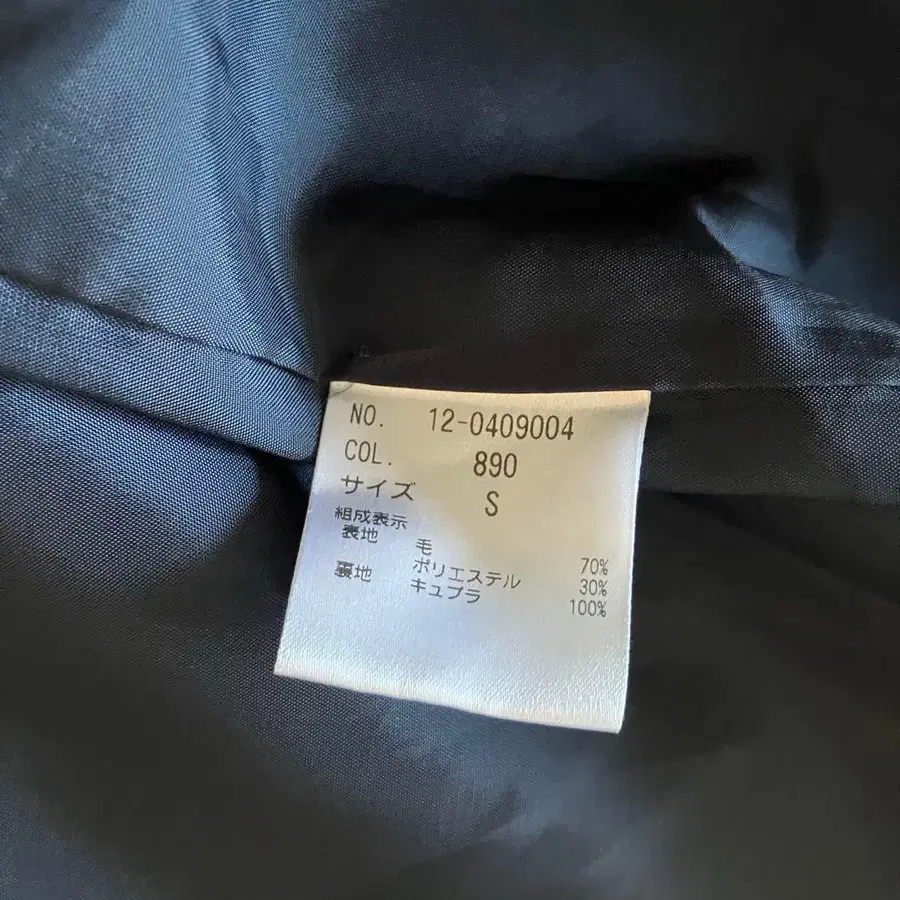 NO. 12-0409004
COL. 890
サイズ S
組成表示
表地 毛 70%
ポリエステル 30%
裏地 キュプラ 100%